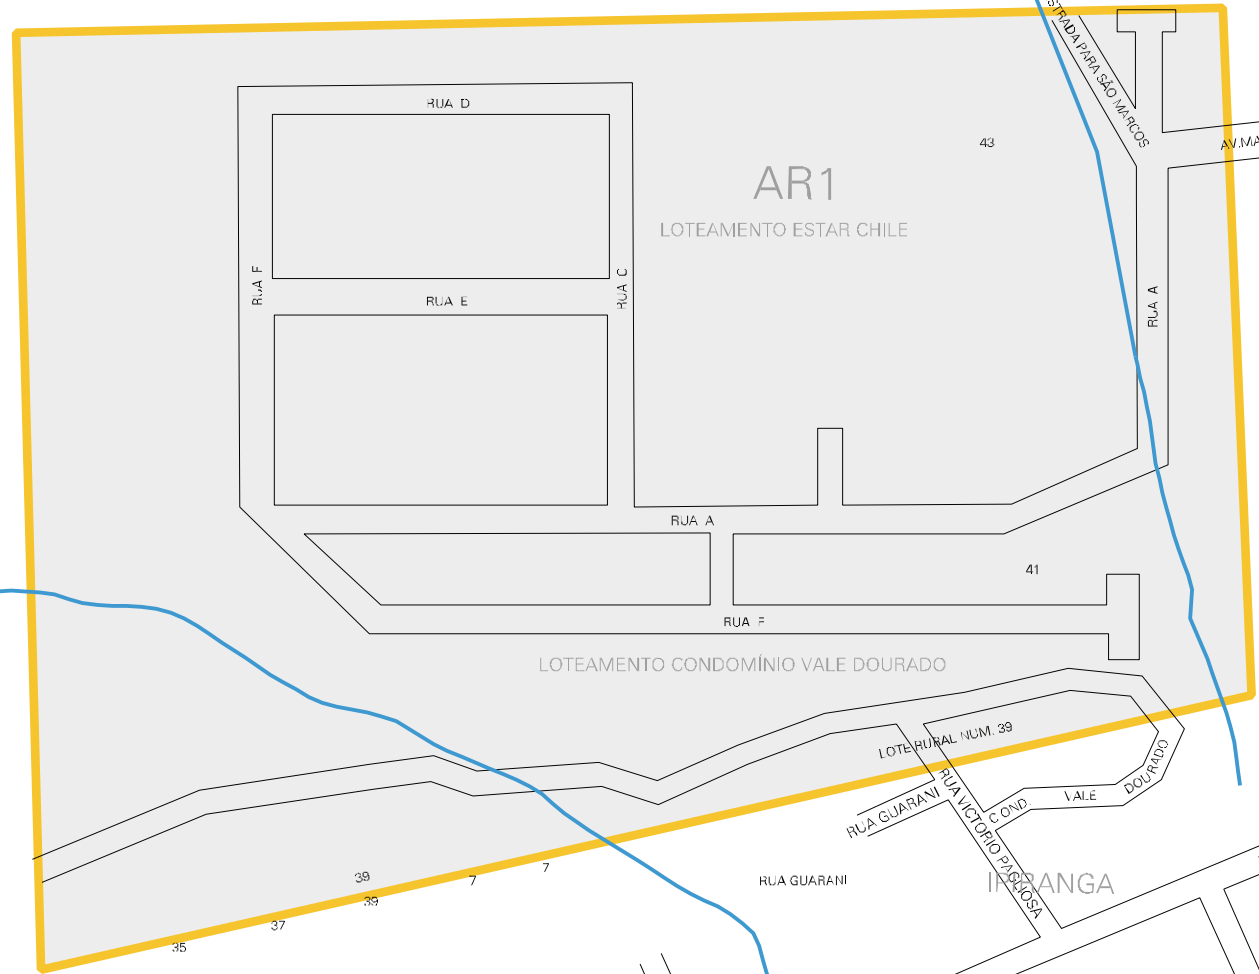 STRADA PARA SÃO MARCOS
RUA D
43
AV.MA
AR1
LOTEAMENTO ESTAR CHILE
RUA F
RUA E
RUA C
RUA A
RUA A
41
RUA F
LOTEAMENTO CONDOMÍNIO VALE DOURADO
LOTE RURAL NUM. 39
RUA GUARANI
RUA VICTORIO PAGNOSA
COND. VALE DOURADO
39
7
7
RUA GUARANI
IPIRANGA
39
37
35